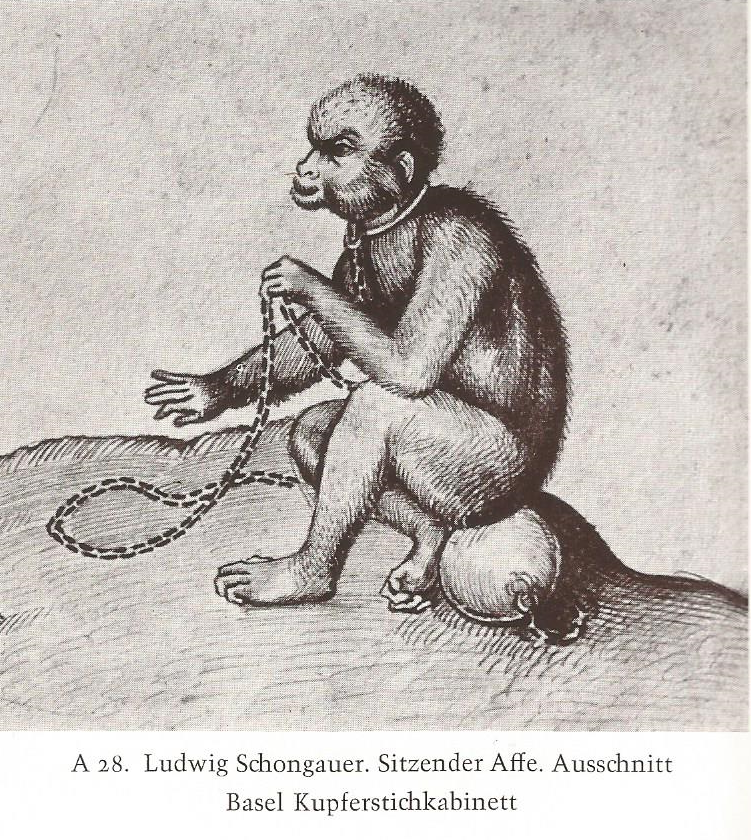 A 28. Ludwig Schongauer. Sitzender Affe. Ausschnitt
Basel Kupferstichkabinett